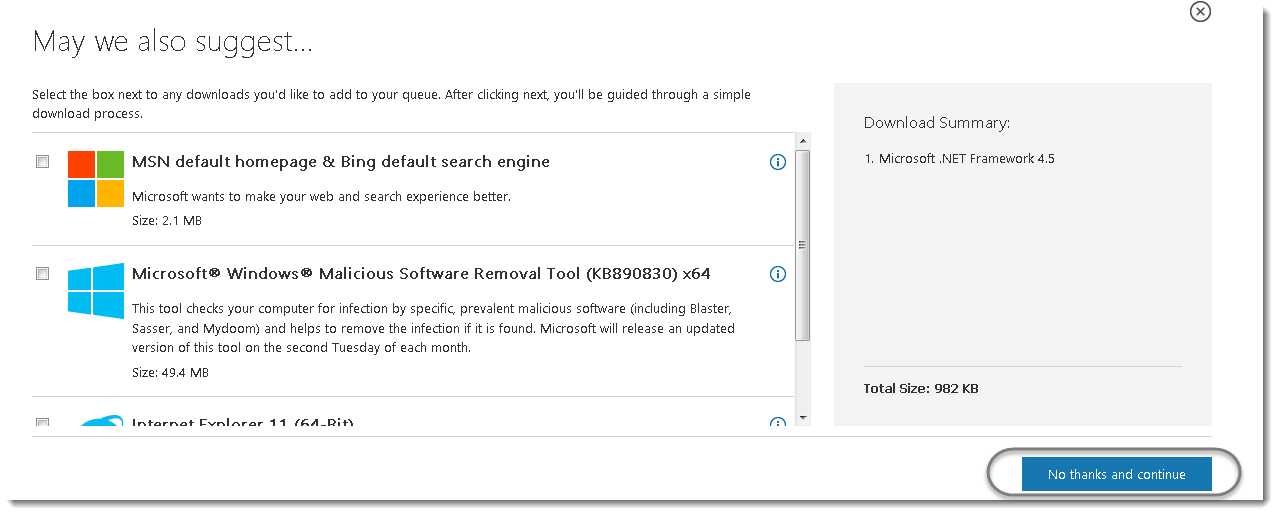 May we also suggest...
Select the box next to any downloads you'd like to add to your queue. After clicking next, you'll be guided through a simple
download process.
MSN default homepage & Bing default search engine
Microsoft wants to make your web and search experience better.
Size: 2.1 MB
Microsoft® Windows® Malicious Software Removal Tool (KB890830) x64
This tool checks your computer for infection by specific, prevalent malicious software (including Blaster,
Sasser, and Mydoom) and helps to remove the infection if it is found. Microsoft will release an updated
version of this tool on the second Tuesday of each month.
Size: 49.4 MB
Internet Explorer 11 (64-Bit)
Download Summary:
1. Microsoft .NET Framework 4.5
Total Size: 982 KB
No thanks and continue